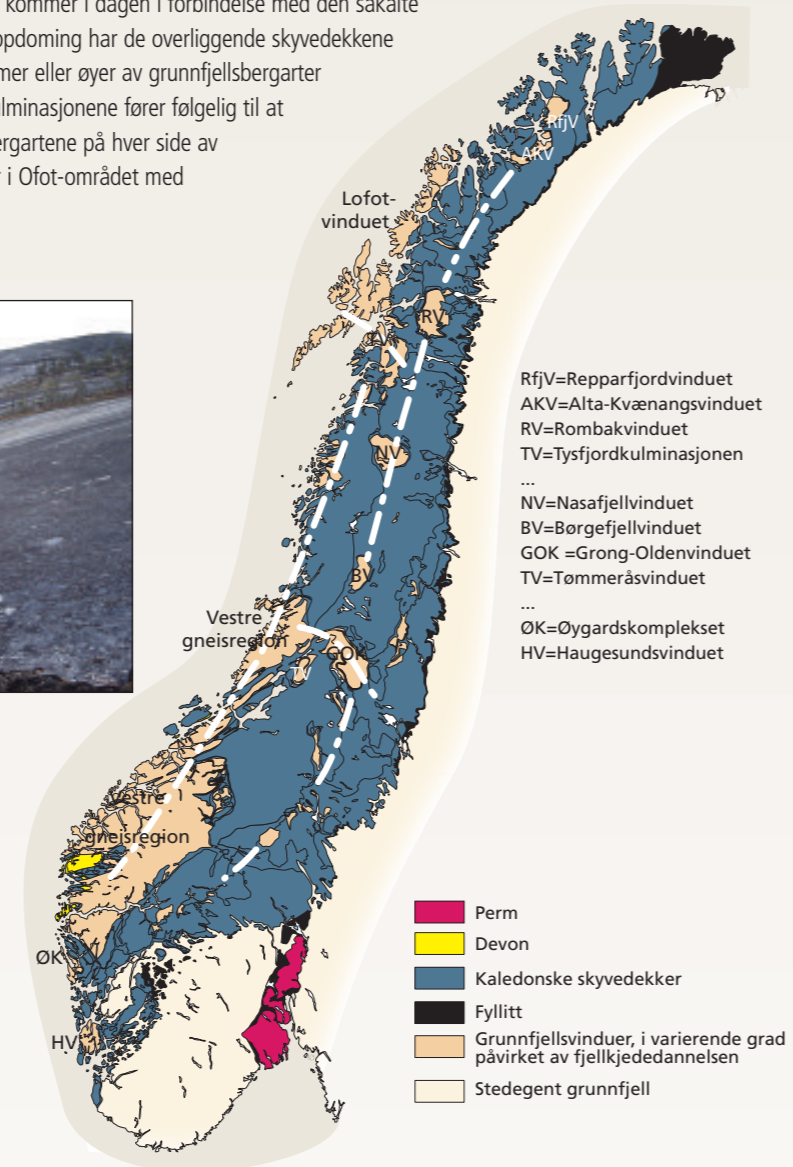 kommer i dagen i forbindelse med den såkalte
oppdoming har de overliggende skyvedekkene
mer eller øyer av grunnfjellsbergarter
ulminasjonene fører følgelig til at
ergartene på hver side av
i Ofot-området med
RfjV
AKV
Lofot-
vinduet
RV
TV
NV
BV
Vestre
gneisregion
GOK
TV
Vestre
gneisregion
ØK
HV
RfjV=Repparfjordvinduet
AKV=Alta-Kvænangsvinduet
RV=Rombakvinduet
TV=Tysfjordkulminasjonen
...
NV=Nasafjellvinduet
BV=Børgefjellvinduet
GOK =Grong-Oldenvinduet
TV=Tømmeråsvinduet
...
ØK=Øygardskomplekset
HV=Haugesundsvinduet
Perm
Devon
Kaledonske skyvedekker
Fyllitt
Grunnfjellsvinduer, i varierende grad
påvirket av fjellkjededannelsen
Stedegent grunnfjell